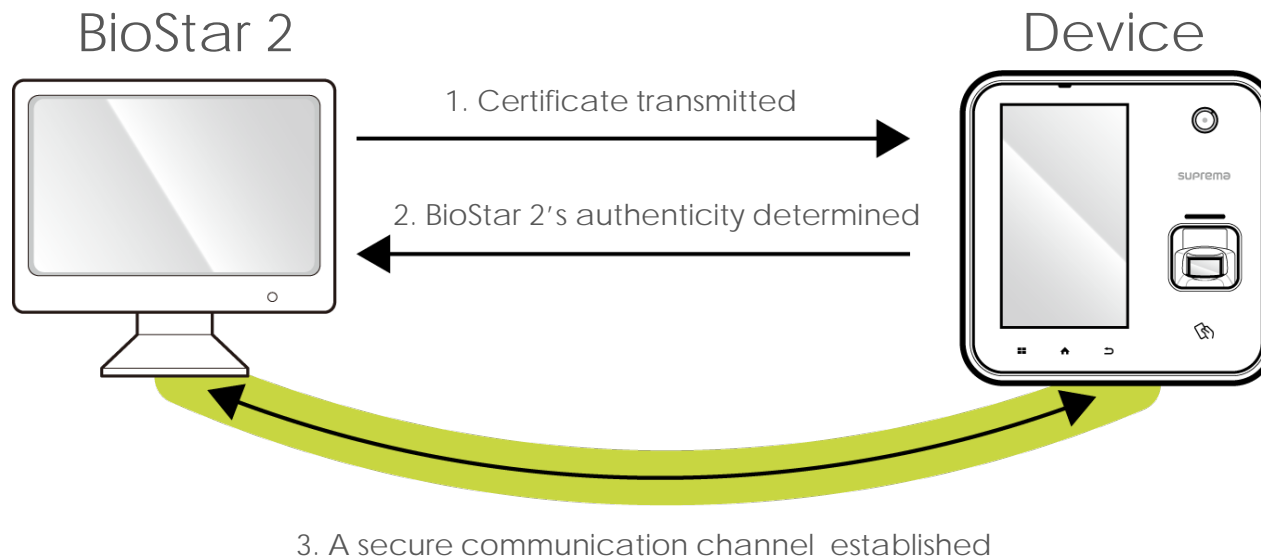 BioStar 2
Device
1. Certificate transmitted
suprema
2. BioStar 2's authenticity determined
3. A secure communication channel established